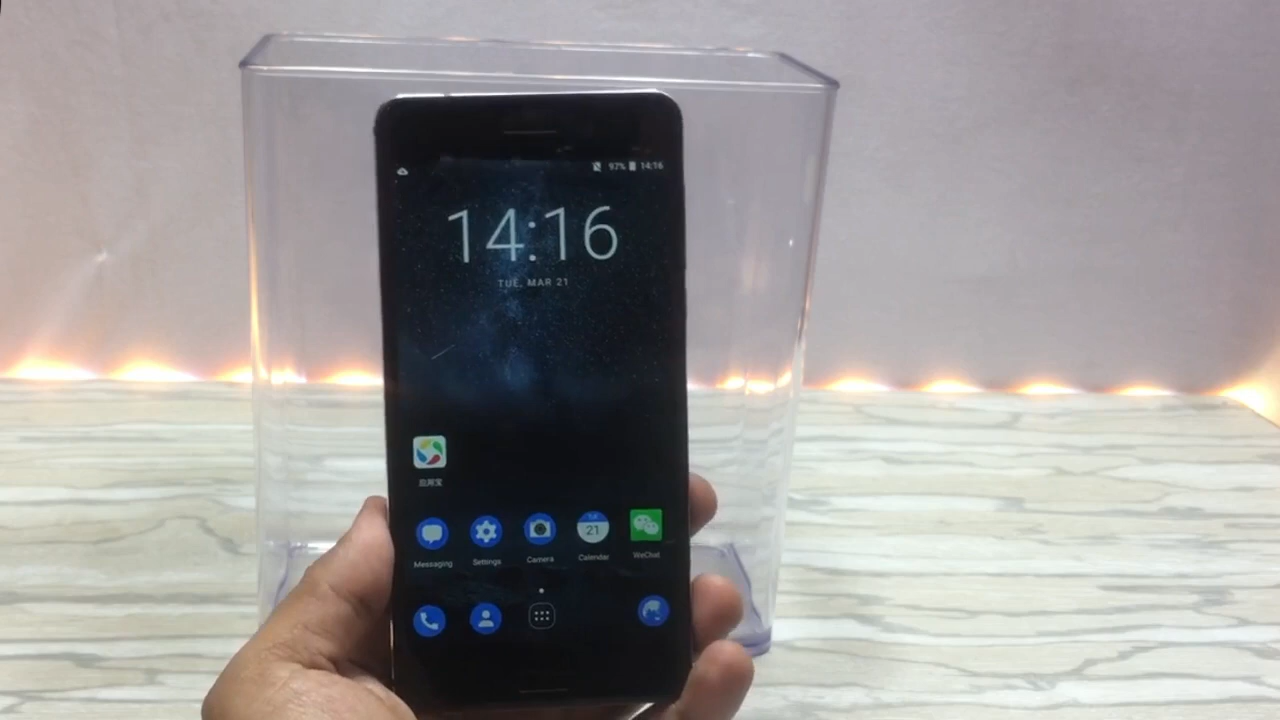 97% 14:16
14:16
TUE, MAR 21
应用宝
21
Messaging Settings Camera Calendar WeChat